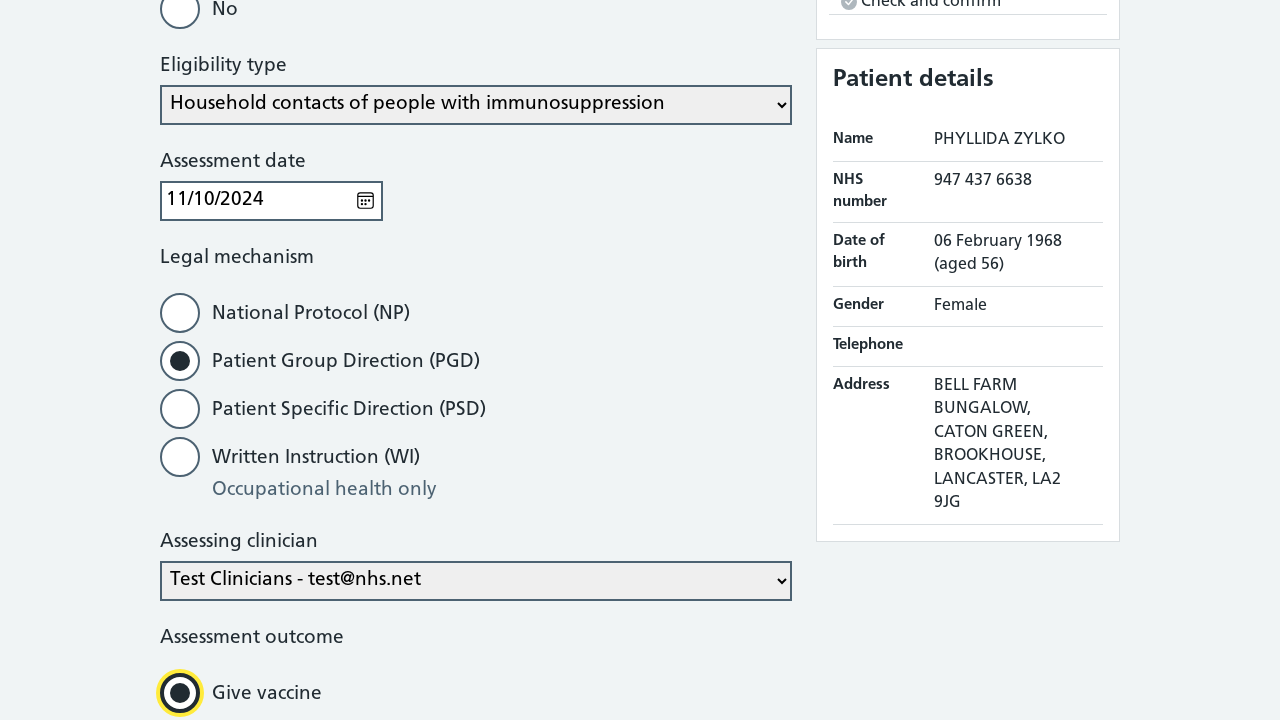 No
Eligibility type
Household contacts of people with immunosuppression
Assessment date
11/10/2024
Legal mechanism
National Protocol (NP)
Patient Group Direction (PGD)
Patient Specific Direction (PSD)
Written Instruction (WI)
Occupational health only
Assessing clinician
Test Clinicians - test@nhs.net
Assessment outcome
Give vaccine
Check and confirm
Patient details
Name PHYLLIDA ZYLKO
NHS number 947 437 6638
Date of birth 06 February 1968
(aged 56)
Gender Female
Telephone
Address BELL FARM
BUNGALOW,
CATON GREEN,
BROOKHOUSE,
LANCASTER, LA2
9JG